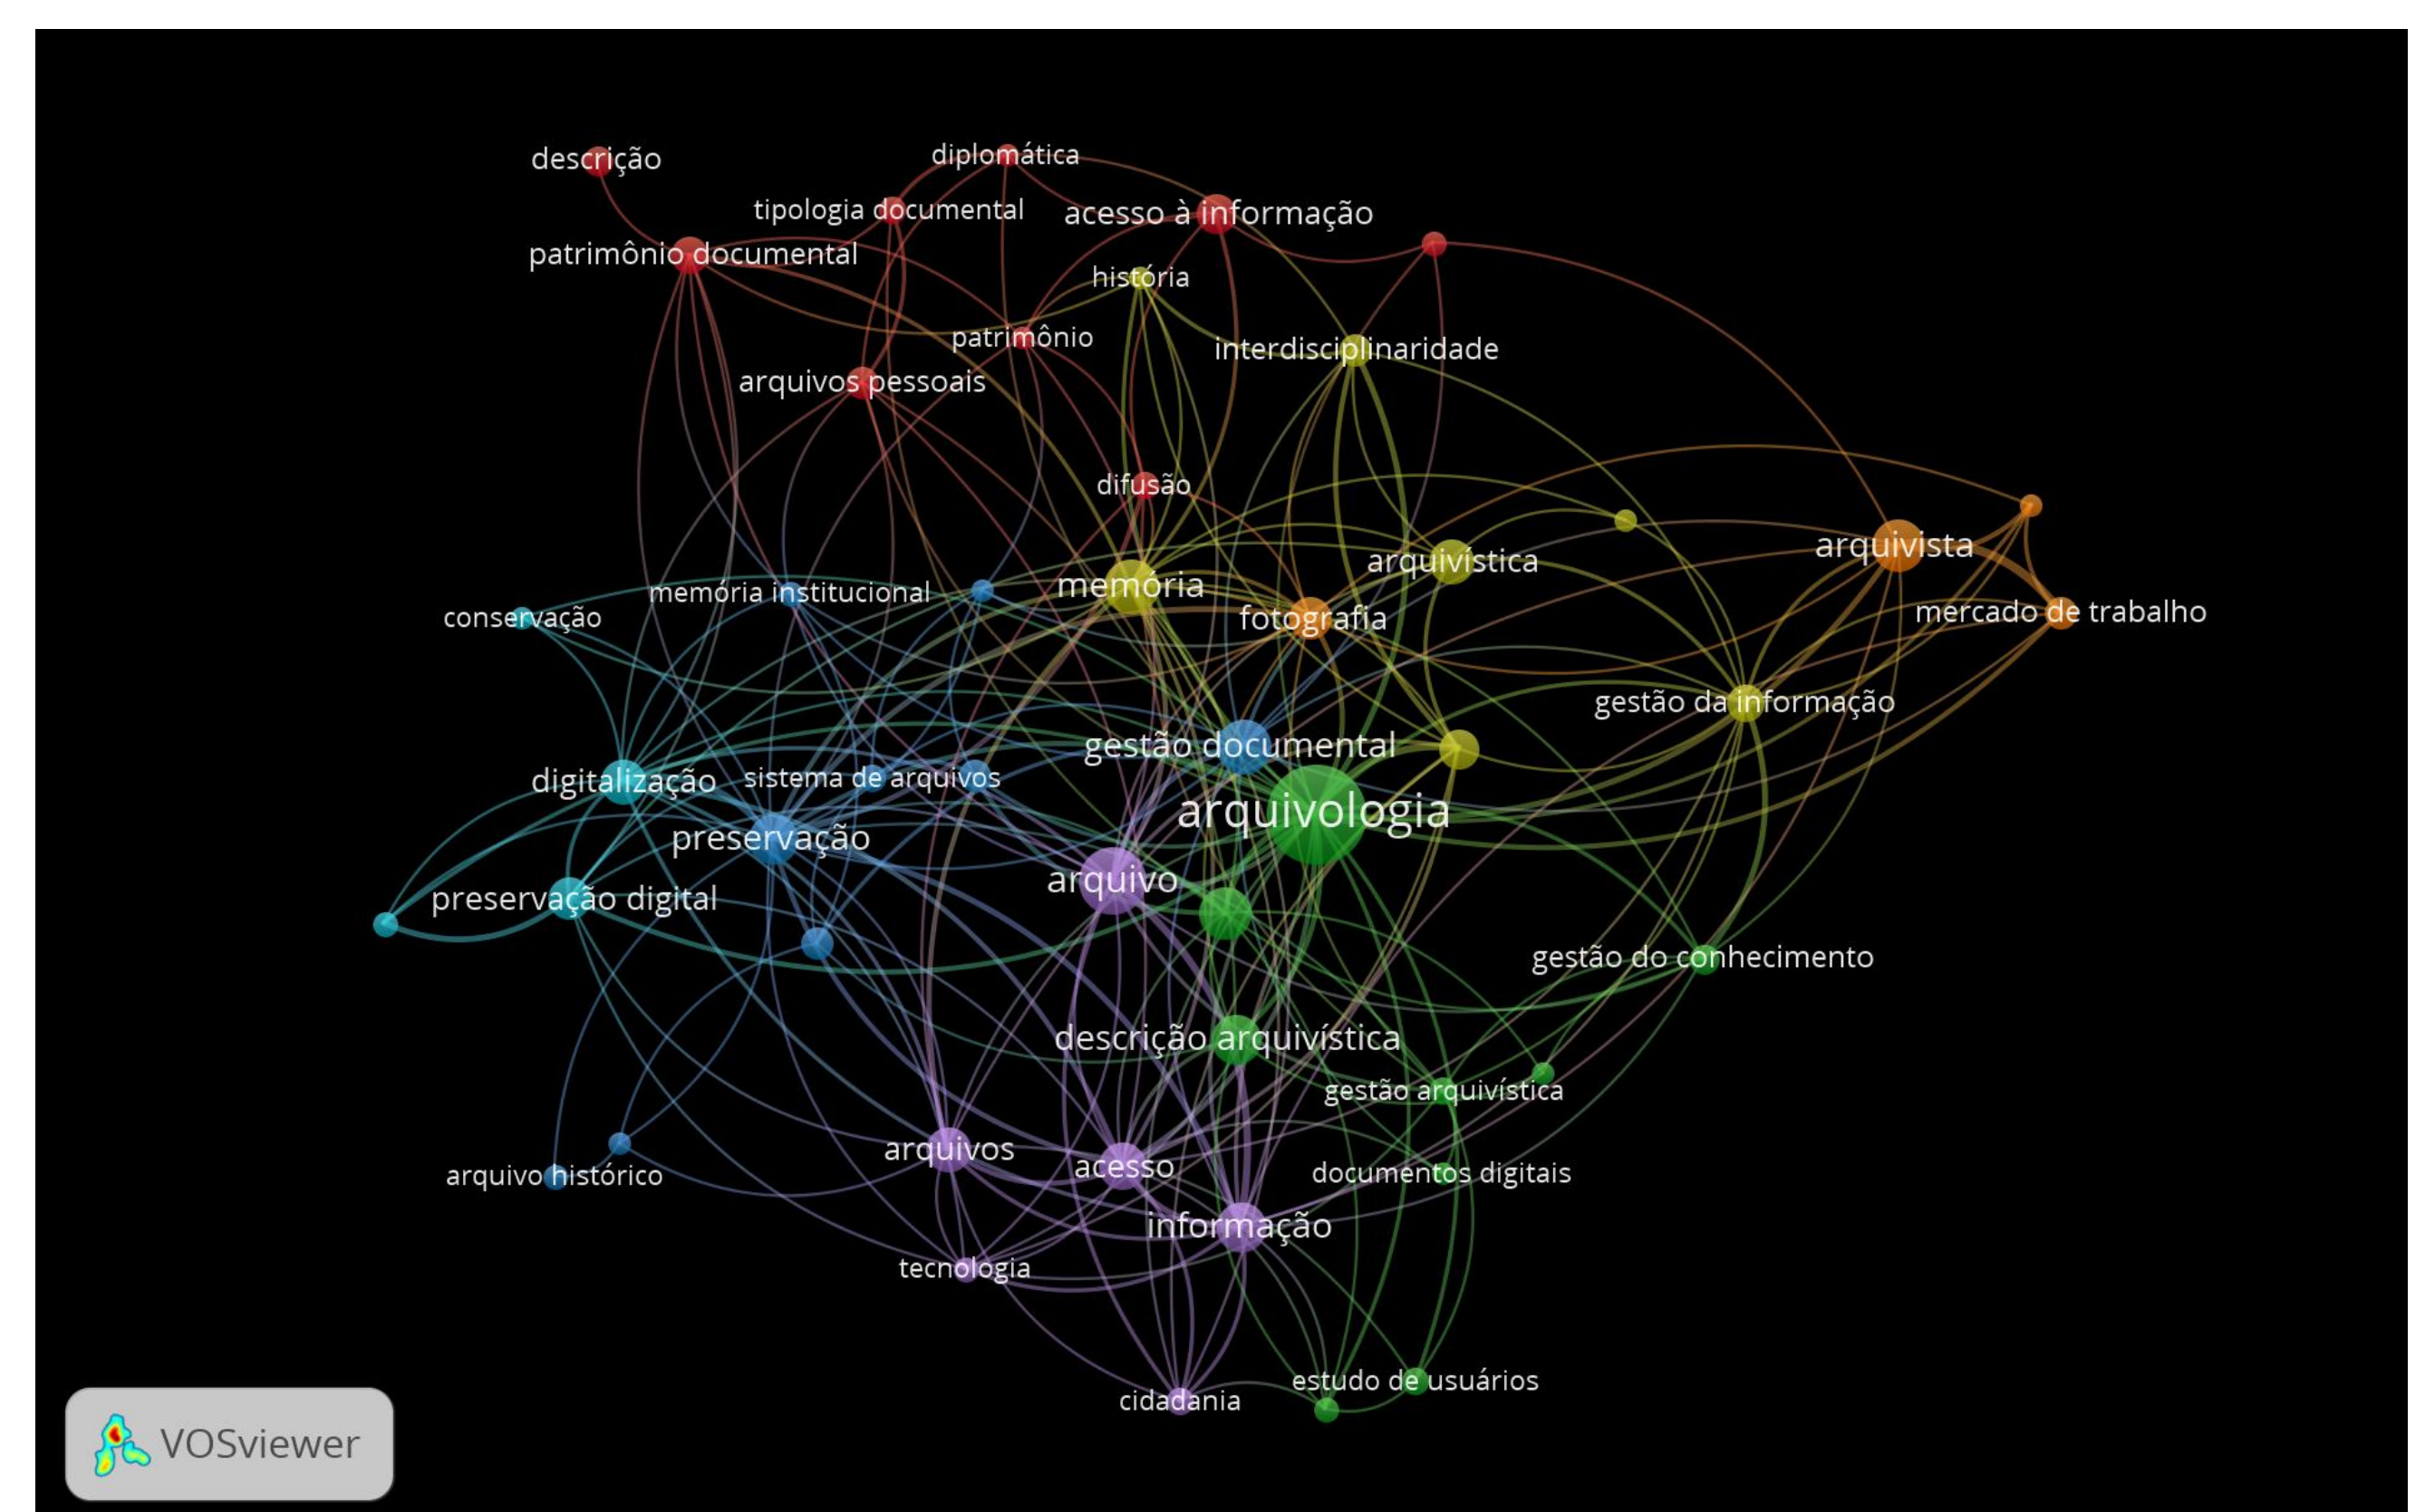 diplomática
descrição
tipologia documental
acesso à informação
patrimônio documental
história
patrimônio
interdisciplinaridade
arquivos pessoais
difusão
arquivista
arquivística
memória
memória institucional
mercado de trabalho
conservação
fotografia
gestão da informação
gestão documental
digitalização
sistema de arquivos
arquivologia
preservação
arquivo
preservação digital
gestão do conhecimento
descrição arquivística
gestão arquivística
arquivos
acesso
documentos digitais
arquivo histórico
informação
tecnologia
estudo de usuários
cidadania
VOSviewer